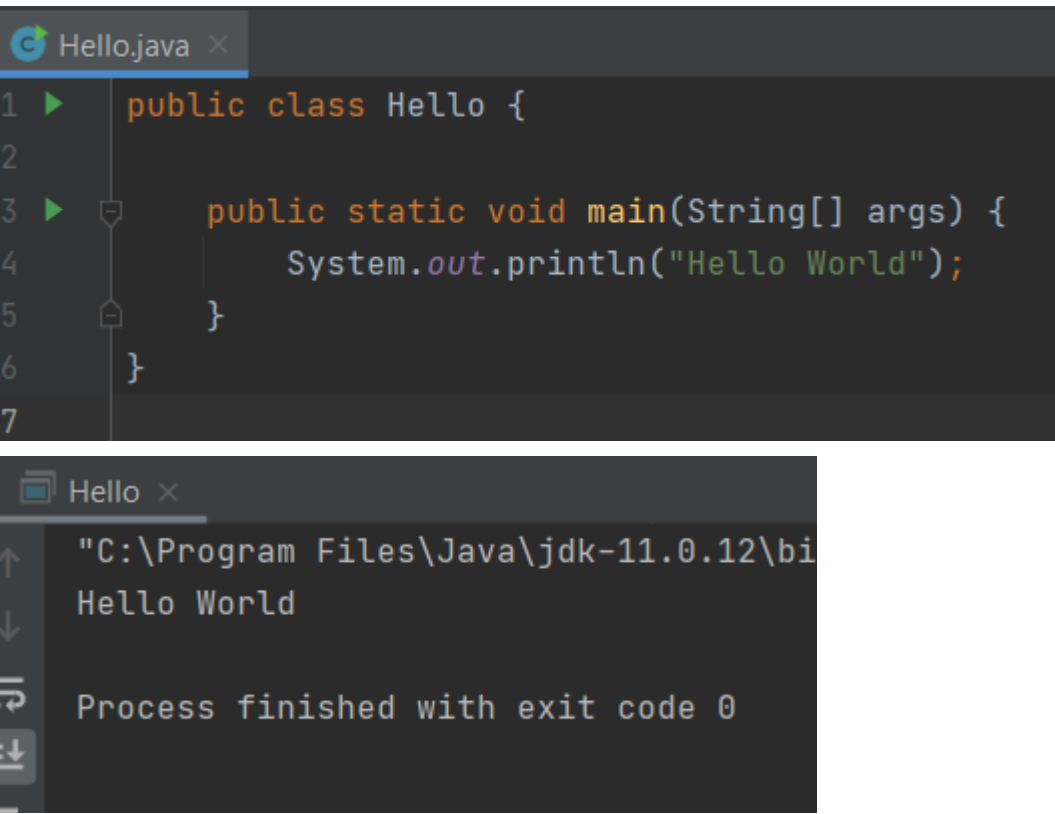 Hello.java
1 public class Hello {
2
3     public static void main(String[] args) {
4         System.out.println("Hello World");
5     }
6 }
7
Hello
"C:\Program Files\Java\jdk-11.0.12\bi
Hello World
Process finished with exit code 0